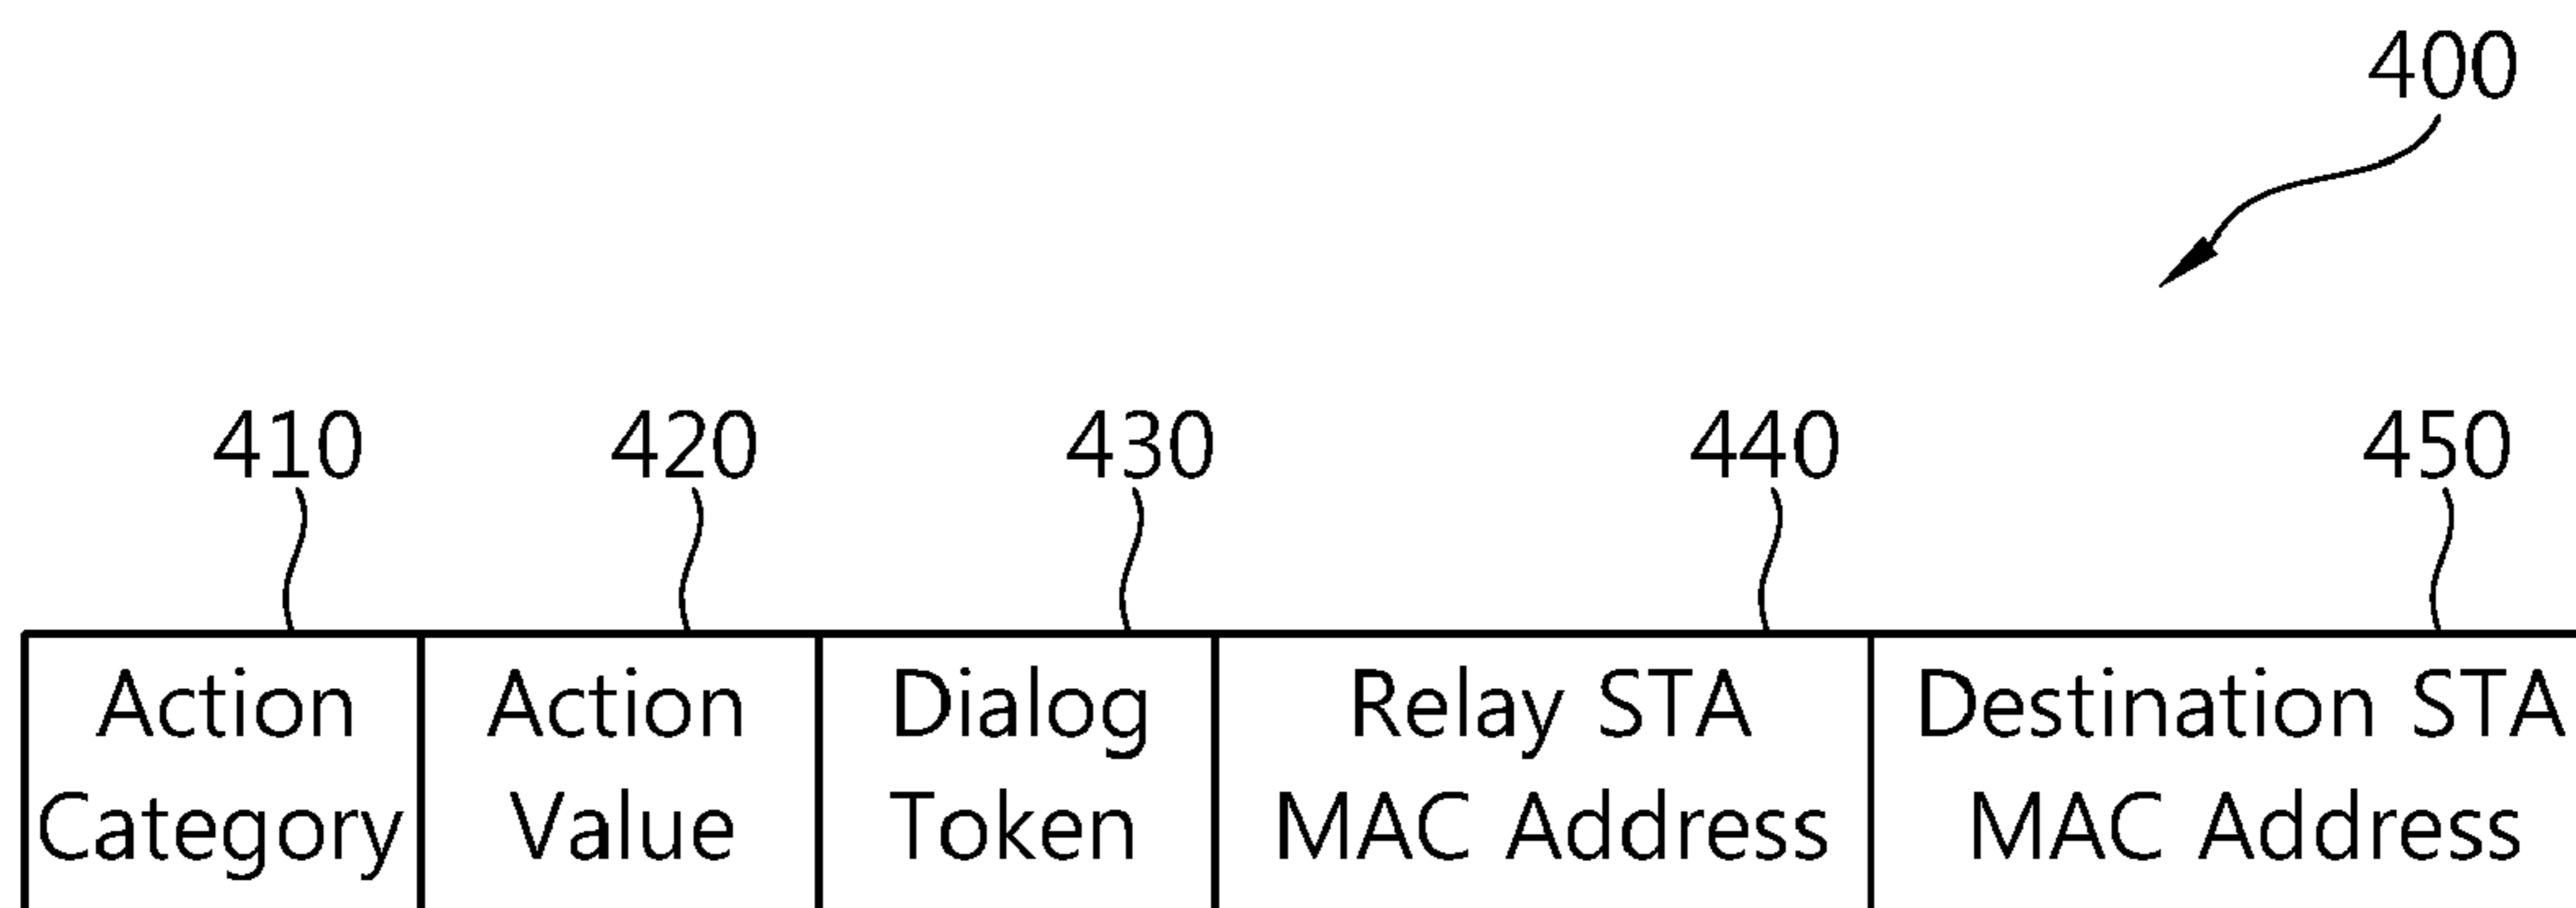 400
410 420 430 440 450
Action Action Dialog Relay STA Destination STA
Category Value Token MAC Address MAC Address